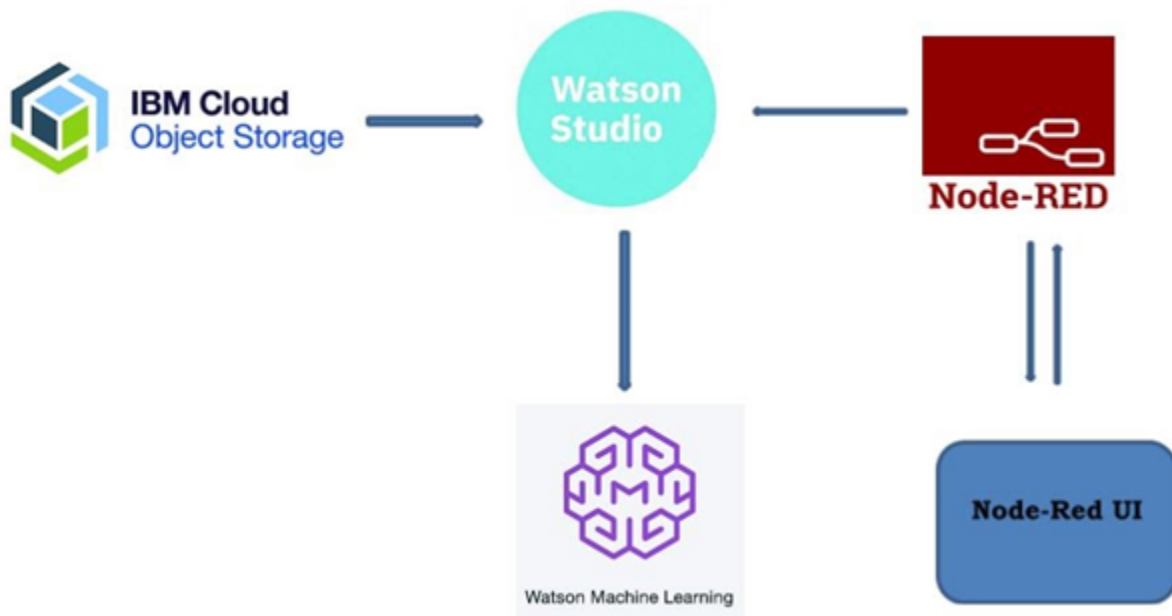 IBM Cloud
Object Storage
Watson
Studio
Node-RED
Watson Machine Learning
Node-Red UI